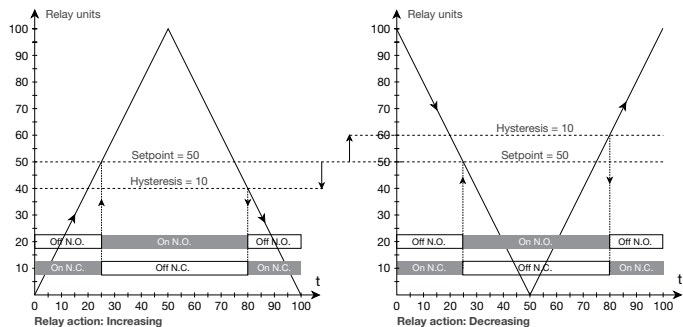 Relay units
100
90
80
70
60
50
40
30
20
10
Setpoint = 50
Hysteresis = 10
Off N.O.
On N.O.
Off N.O.
On N.C.
Off N.C.
On N.C.
t
0 10 20 30 40 50 60 70 80 90 100
Relay action: Increasing
Relay units
100
90
80
70
60
50
40
30
20
10
Hysteresis = 10
Setpoint = 50
Off N.O.
On N.O.
Off N.O.
On N.C.
Off N.C.
On N.C.
t
0 10 20 30 40 50 60 70 80 90 100
Relay action: Decreasing